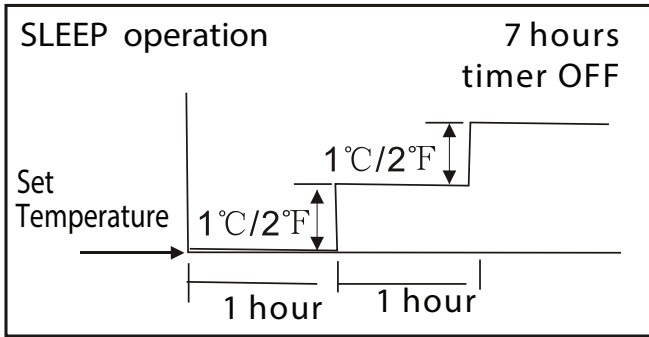 SLEEP operation
7 hours
timer OFF
1℃/2℉
Set
Temperature
1℃/2℉
1 hour
1 hour